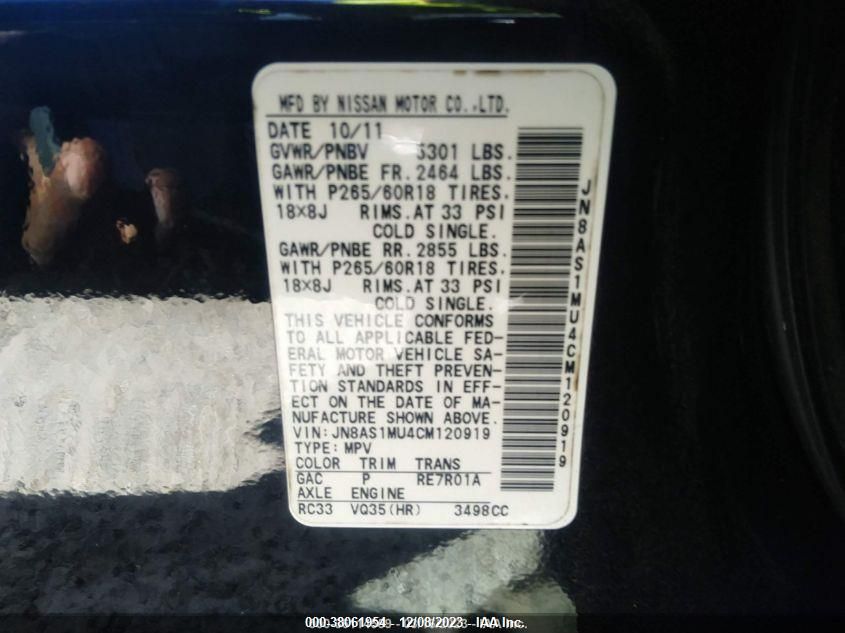 MFD BY NISSAN MOTOR CO.,LTD.
DATE 10/11
GVWR/PNBV 5301 LBS.
GAWR/PNBE FR. 2464 LBS.
WITH P265/60R18 TIRES.
18×8J RIMS.AT 33 PSI
COLD SINGLE.
GAWR/PNBE RR. 2855 LBS.
WITH P265/60R18 TIRES.
18×8J RIMS.AT 33 PSI
COLD SINGLE.
THIS VEHICLE CONFORMS
TO ALL APPLICABLE FED-
ERAL MOTOR VEHICLE SA-
FETY AND THEFT PREVEN-
TION STANDARDS IN EFF-
ECT ON THE DATE OF MA-
NUFACTURE SHOWN ABOVE.
VIN: JN8AS1MU4CM120919
TYPE: MPV
COLOR TRIM TRANS
GAC P RE7R01A
AXLE ENGINE
RC33 VQ35(HR) 3498CC
JN8AS1MU4CM120919
000.38061954 12/08/2023 IAA Inc.